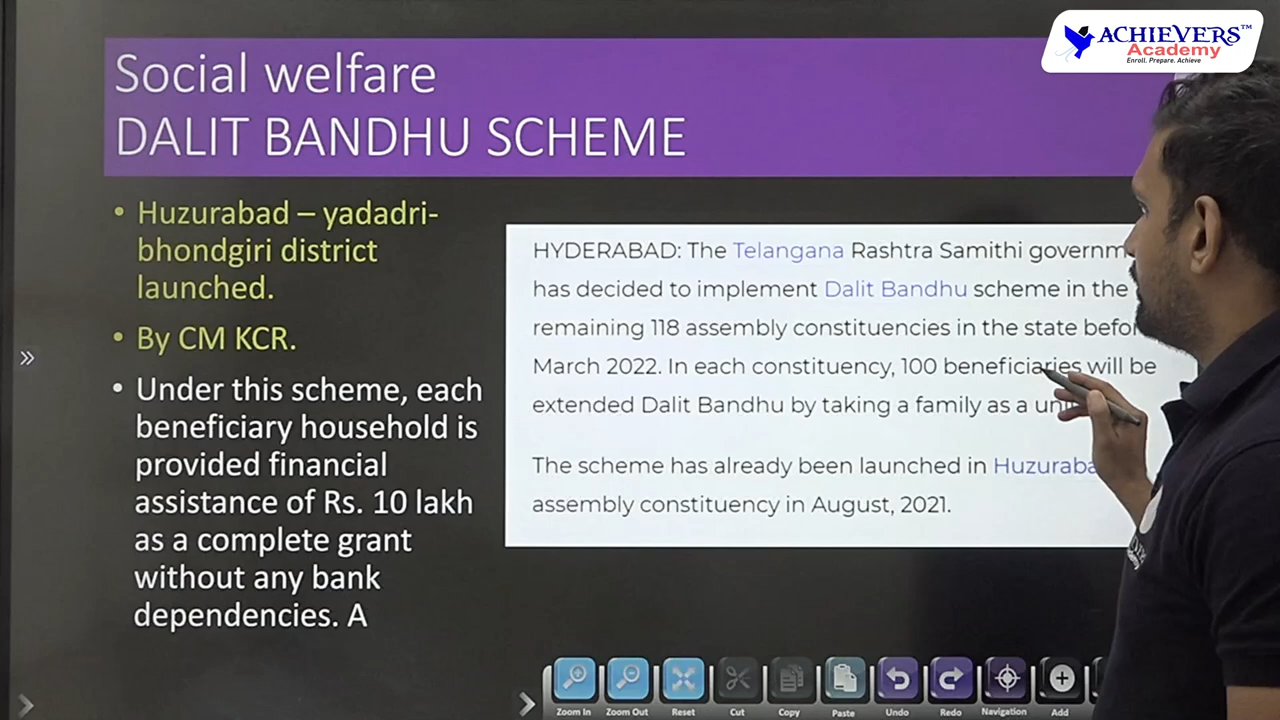 ACHIEVERS™
Academy
Enroll. Prepare. Achieve
Social welfare
DALIT BANDHU SCHEME
• Huzurabad – yadadri-
bhondgiri district
launched.
• By CM KCR.
• Under this scheme, each
beneficiary household is
provided financial
assistance of Rs. 10 lakh
as a complete grant
without any bank
dependencies. A
HYDERABAD: The Telangana Rashtra Samithi governm
has decided to implement Dalit Bandhu scheme in the
remaining 118 assembly constituencies in the state befor
March 2022. In each constituency, 100 beneficiaries will be
extended Dalit Bandhu by taking a family as a uni
The scheme has already been launched in Huzuraba
assembly constituency in August, 2021.
Zoom In Zoom Out Reset Cut Copy Paste Undo Redo Navigation Add